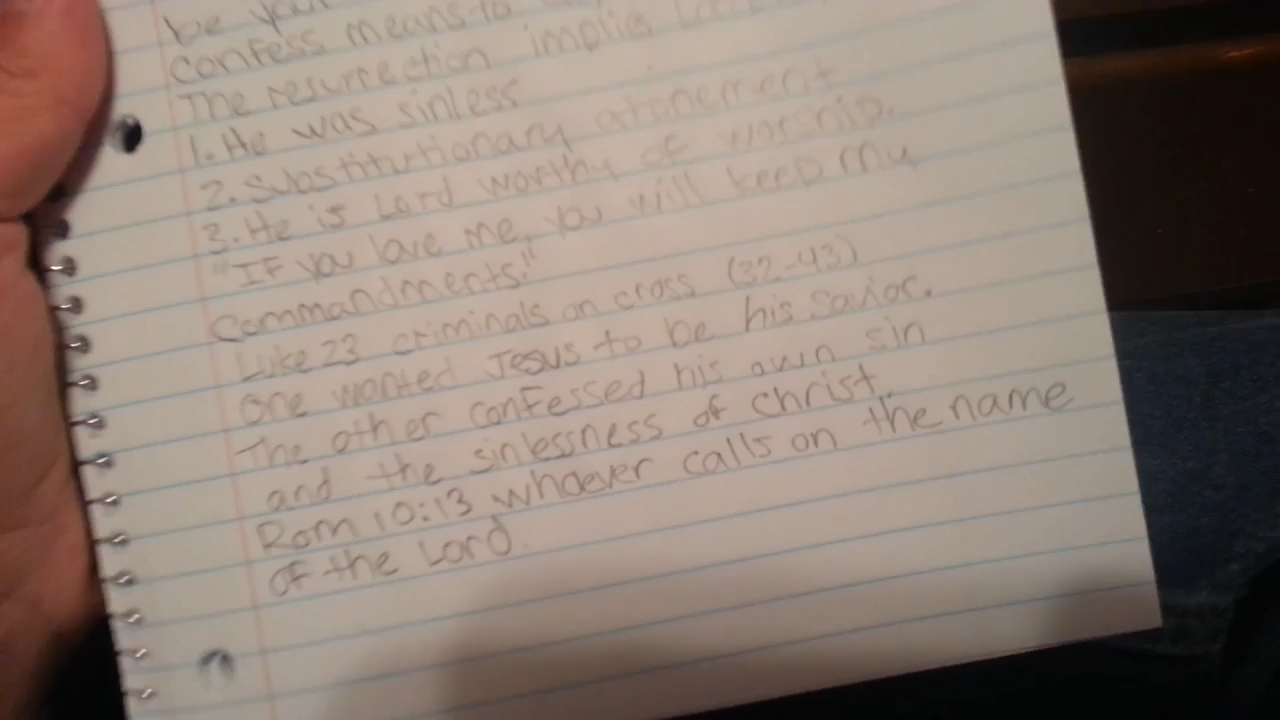 be your
confess means to
The resurrection implies
1. He was sinless
2. Substitutionary atonement
3. He is Lord worthy of worship.
"IF you love me, you will keep my
commandments."
Luke 23 criminals on cross (32-43)
One wanted Jesus to be his savior.
The other confessed his own sin
and the sinlessness of Christ.
Rom 10:13 whoever calls on the name
of the Lord.